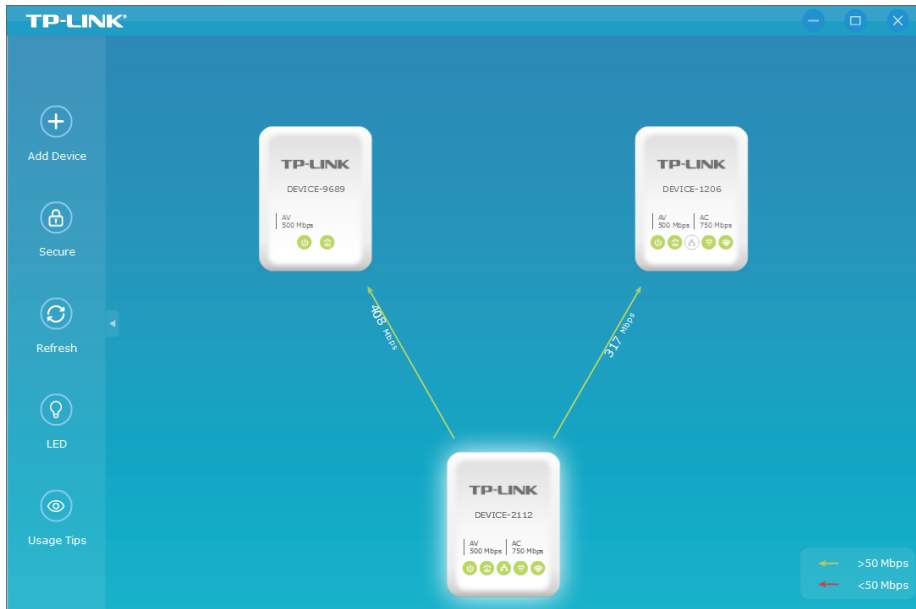 TP-LINK
Add Device
Secure
Refresh
LED
Usage Tips
TP-LINK
DEVICE-9689
AV
500 Mbps
TP-LINK
DEVICE-1206
AV AC
500 Mbps 750 Mbps
408 Mbps
317 Mbps
TP-LINK
DEVICE-2112
AV AC
500 Mbps 750 Mbps
>50 Mbps
<50 Mbps